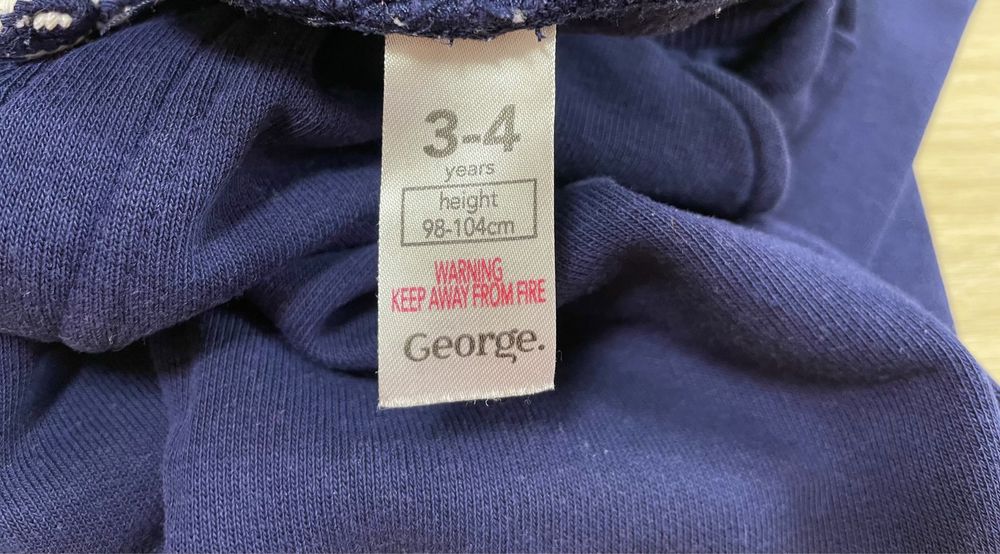 3-4
years
height
98-104cm
WARNING
KEEP AWAY FROM FIRE
George.